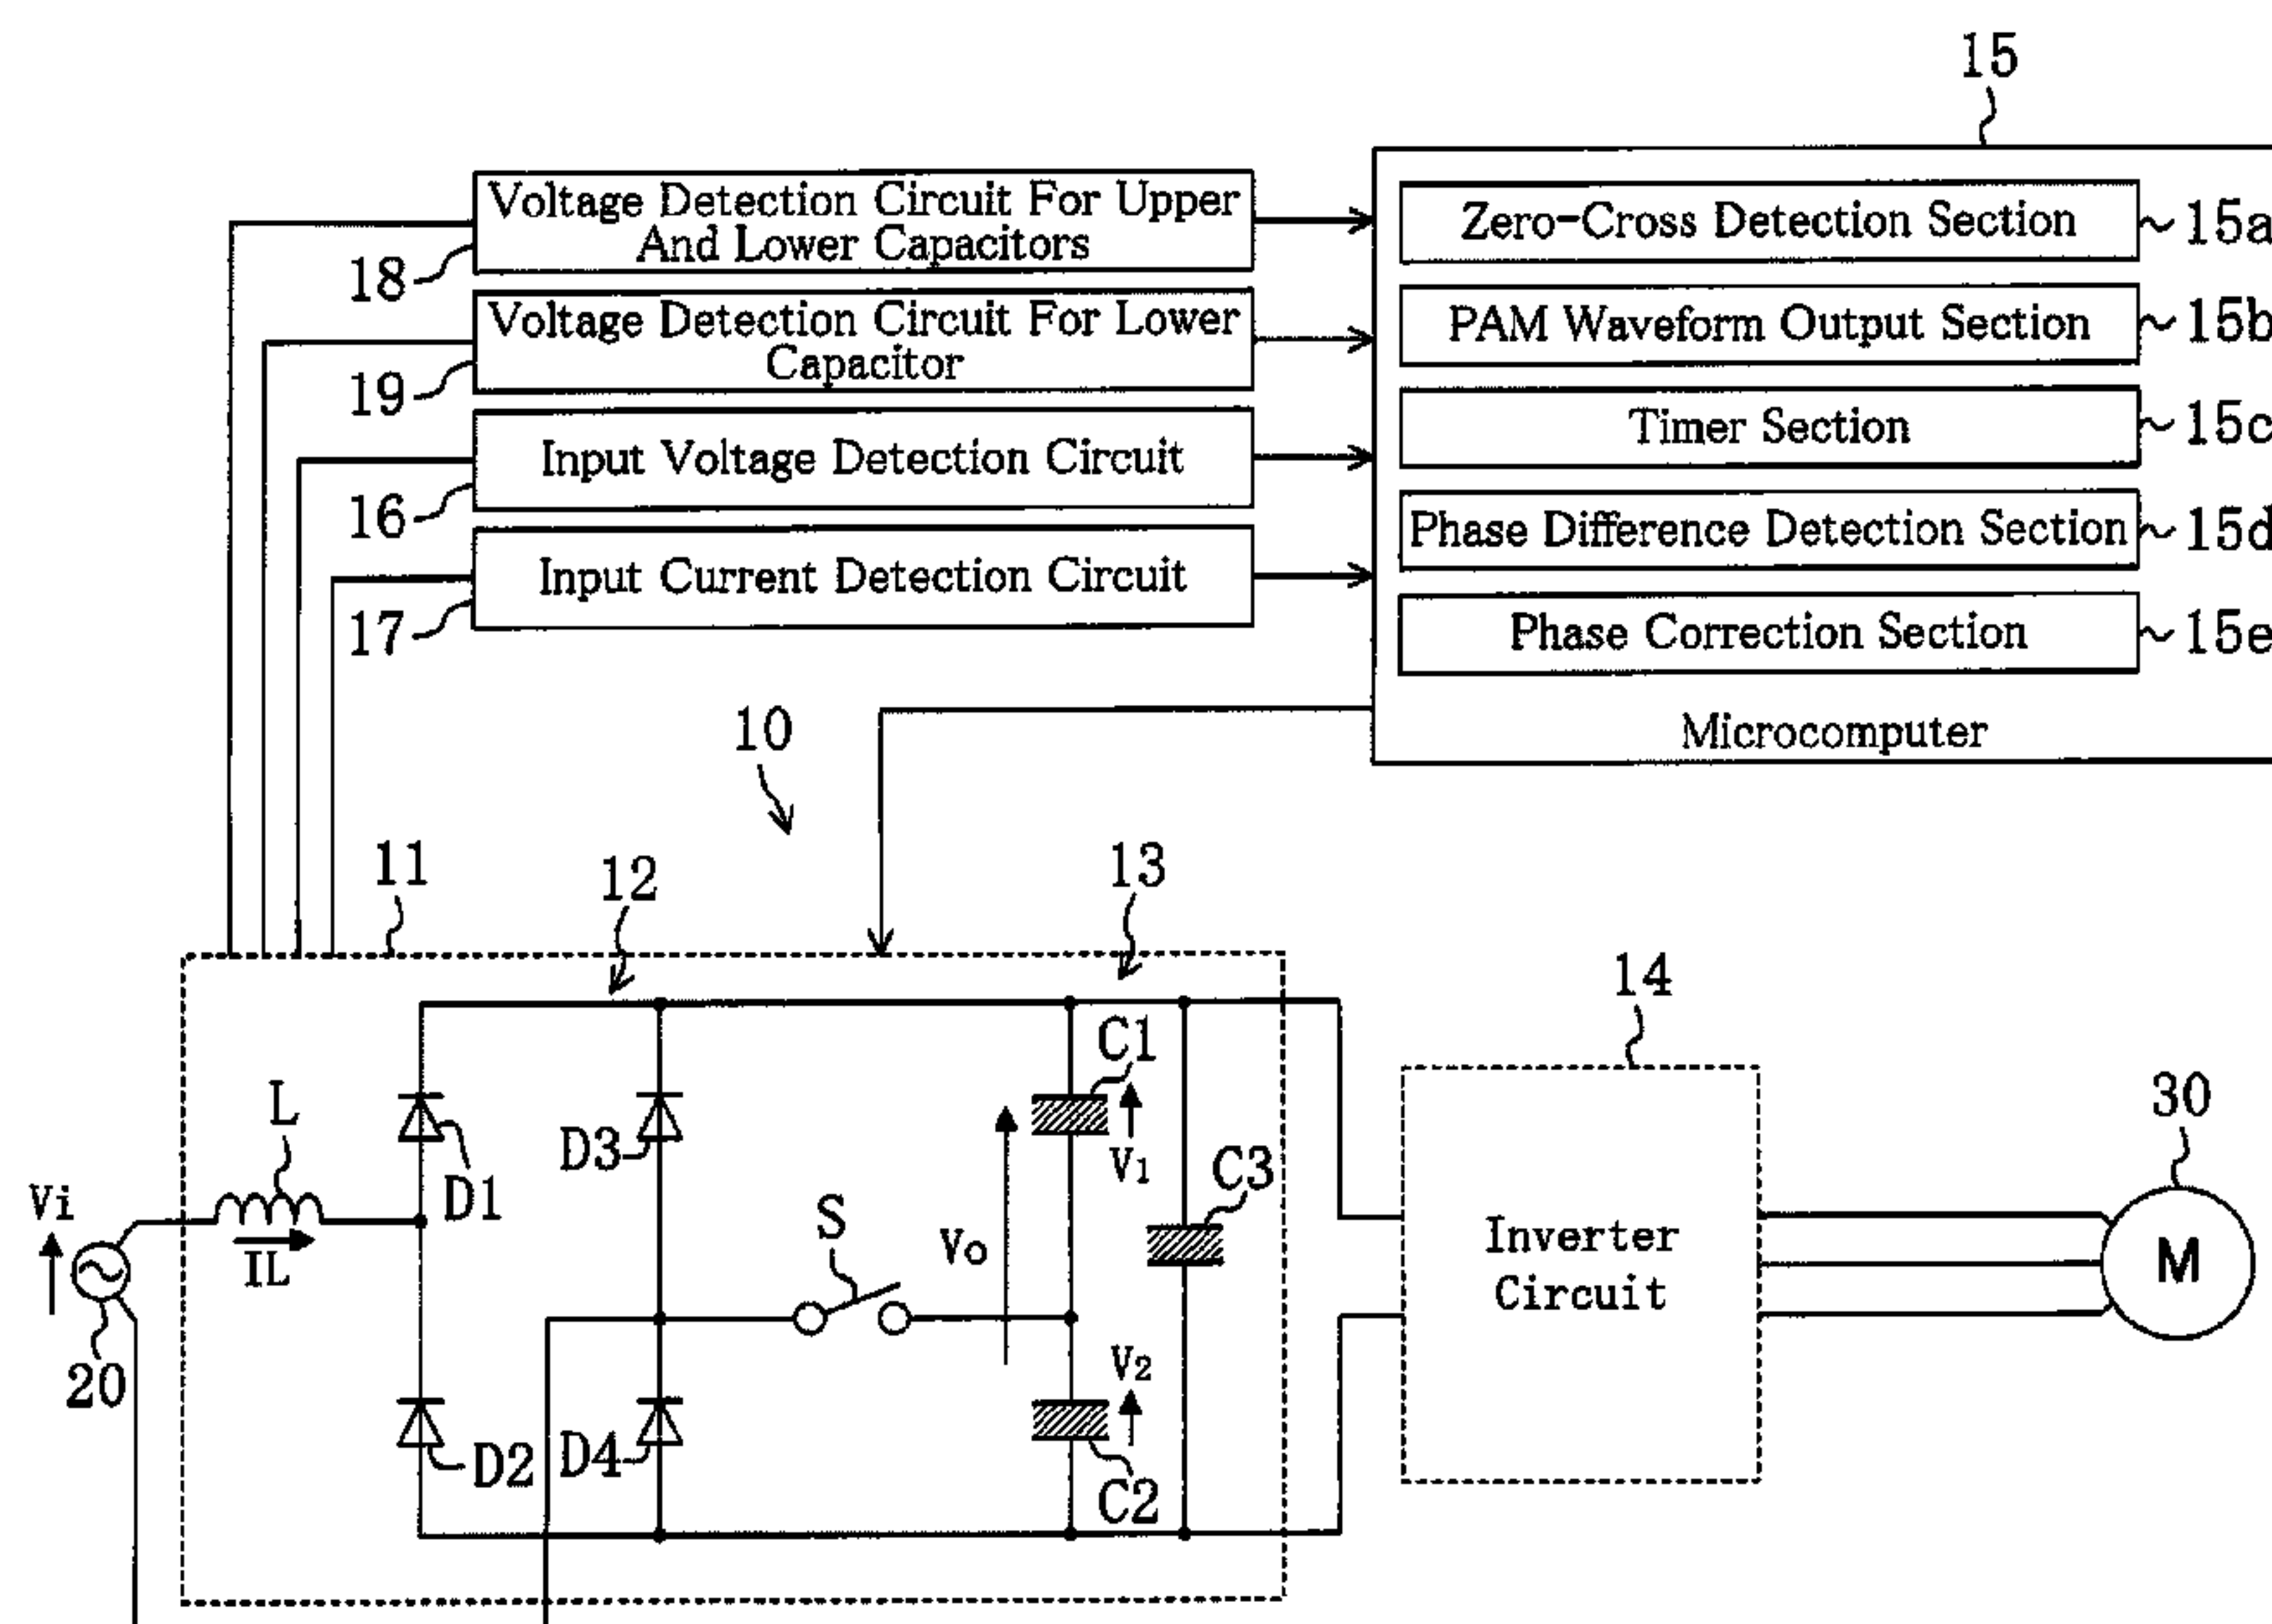 15
Voltage Detection Circuit For Upper
And Lower Capacitors
18
Voltage Detection Circuit For Lower
Capacitor
19
Input Voltage Detection Circuit
16
Input Current Detection Circuit
17
Zero-Cross Detection Section
15a
PAM Waveform Output Section
15b
Timer Section
15c
Phase Difference Detection Section
15d
Phase Correction Section
15e
Microcomputer
10
11
12
13
14
C1
V1
L
D1
D3
C3
30
Vi
IL
S
Vo
Inverter
Circuit
M
20
V2
D2
D4
C2